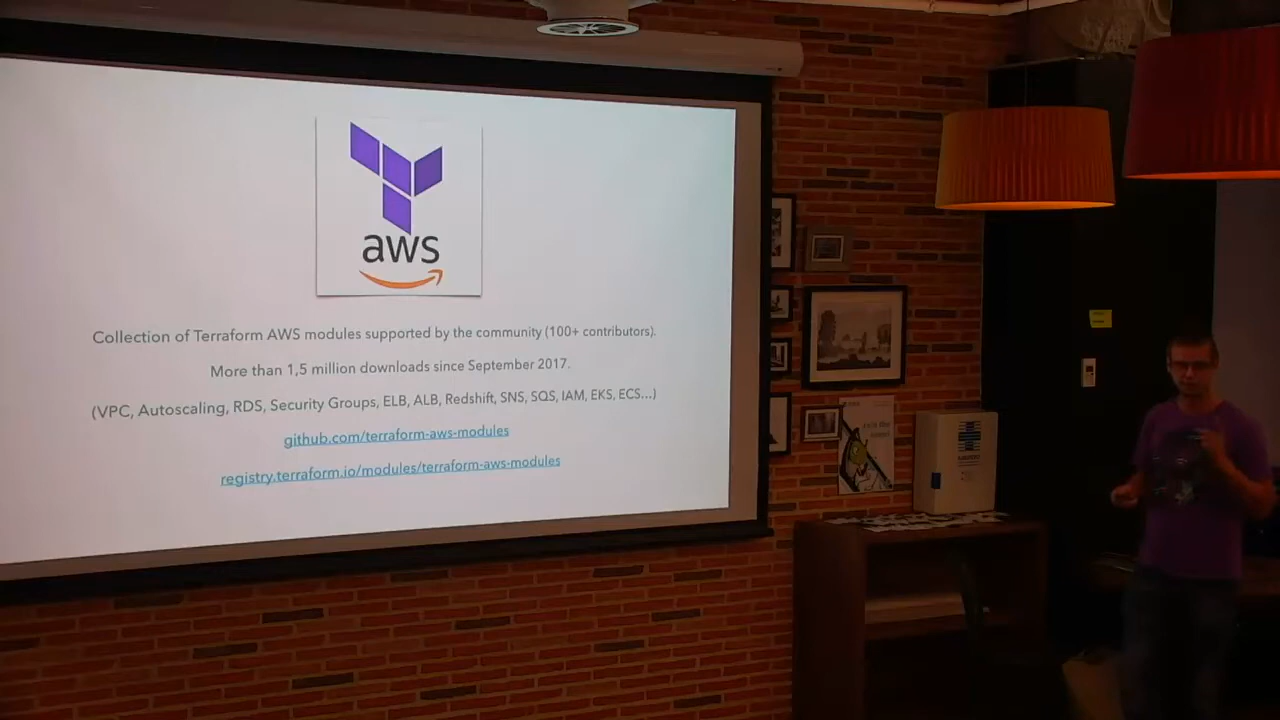 aws
Collection of Terraform AWS modules supported by the community (100+ contributors).
More than 1,5 million downloads since September 2017.
(VPC, Autoscaling, RDS, Security Groups, ELB, ALB, Redshift, SNS, SQS, IAM, EKS, ECS...)
github.com/terraform-aws-modules
registry.terraform.io/modules/terraform-aws-modules